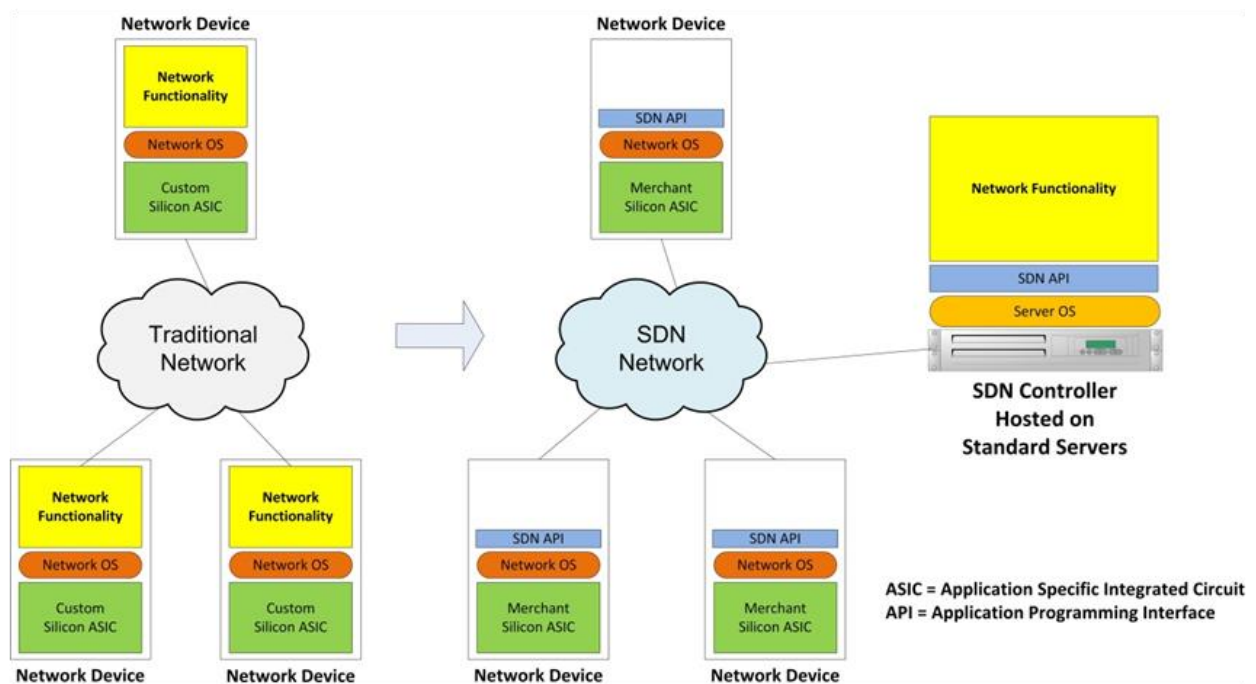 Network Device
Network
Functionality
Network OS
Custom
Silicon ASIC
Traditional
Network
Network
Functionality
Network OS
Custom
Silicon ASIC
Network Device
Network
Functionality
Network OS
Custom
Silicon ASIC
Network Device
Network Device
SDN API
Network OS
Merchant
Silicon ASIC
SDN
Network
SDN API
Network OS
Merchant
Silicon ASIC
Network Device
SDN API
Network OS
Merchant
Silicon ASIC
Network Device
Network Functionality
SDN API
Server OS
SDN Controller
Hosted on
Standard Servers
ASIC = Application Specific Integrated Circuit
API = Application Programming Interface